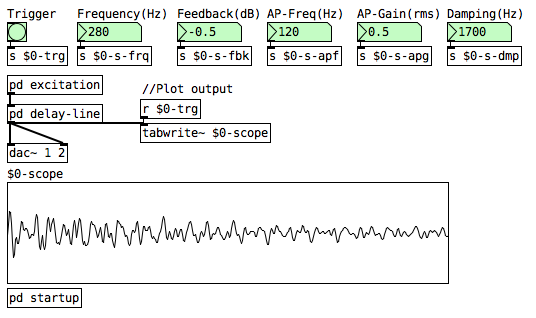 Trigger Frequency(Hz) Feedback(dB) AP-Freq(Hz) AP-Gain(rms) Damping(Hz)
280 -0.5 120 0.5 1700
s $0-trg s $0-s-frq s $0-s-fbk s $0-s-apf s $0-s-apg s $0-s-dmp
pd excitation
//Plot output
r $0-trg
pd delay-line
tabwrite~ $0-scope
dac~ 1 2
$0-scope
pd startup